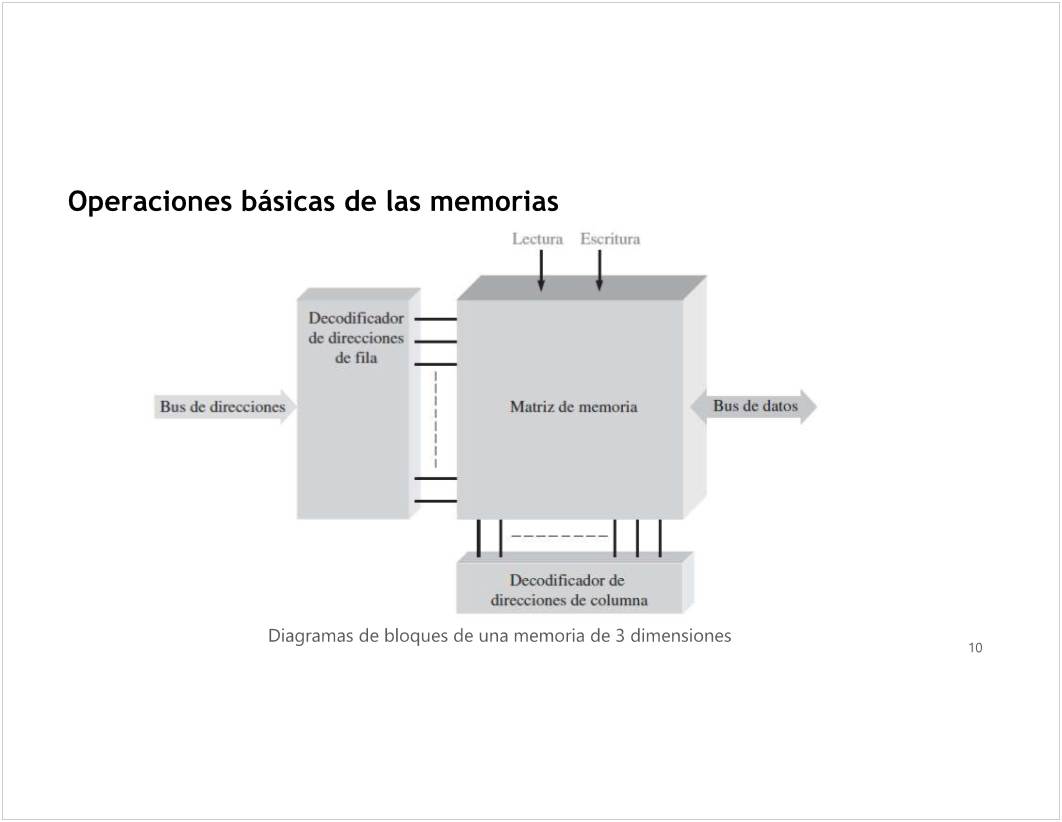 Operaciones básicas de las memorias
Lectura Escritura
Decodificador
de direcciones
de fila
Bus de direcciones
Matriz de memoria
Bus de datos
Decodificador de
direcciones de columna
Diagramas de bloques de una memoria de 3 dimensiones
10